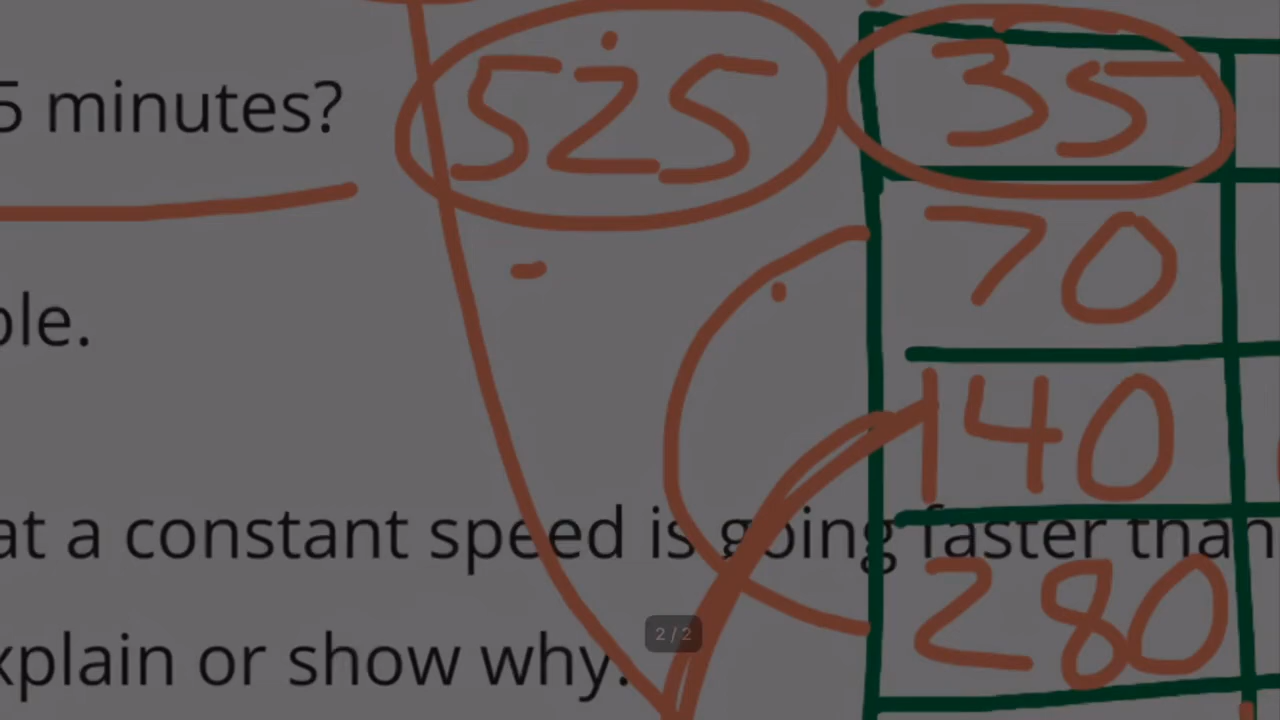 5 minutes? 525 35
70
ble.
140
at a constant speed is going faster than
280
2 / 2
xplain or show why.